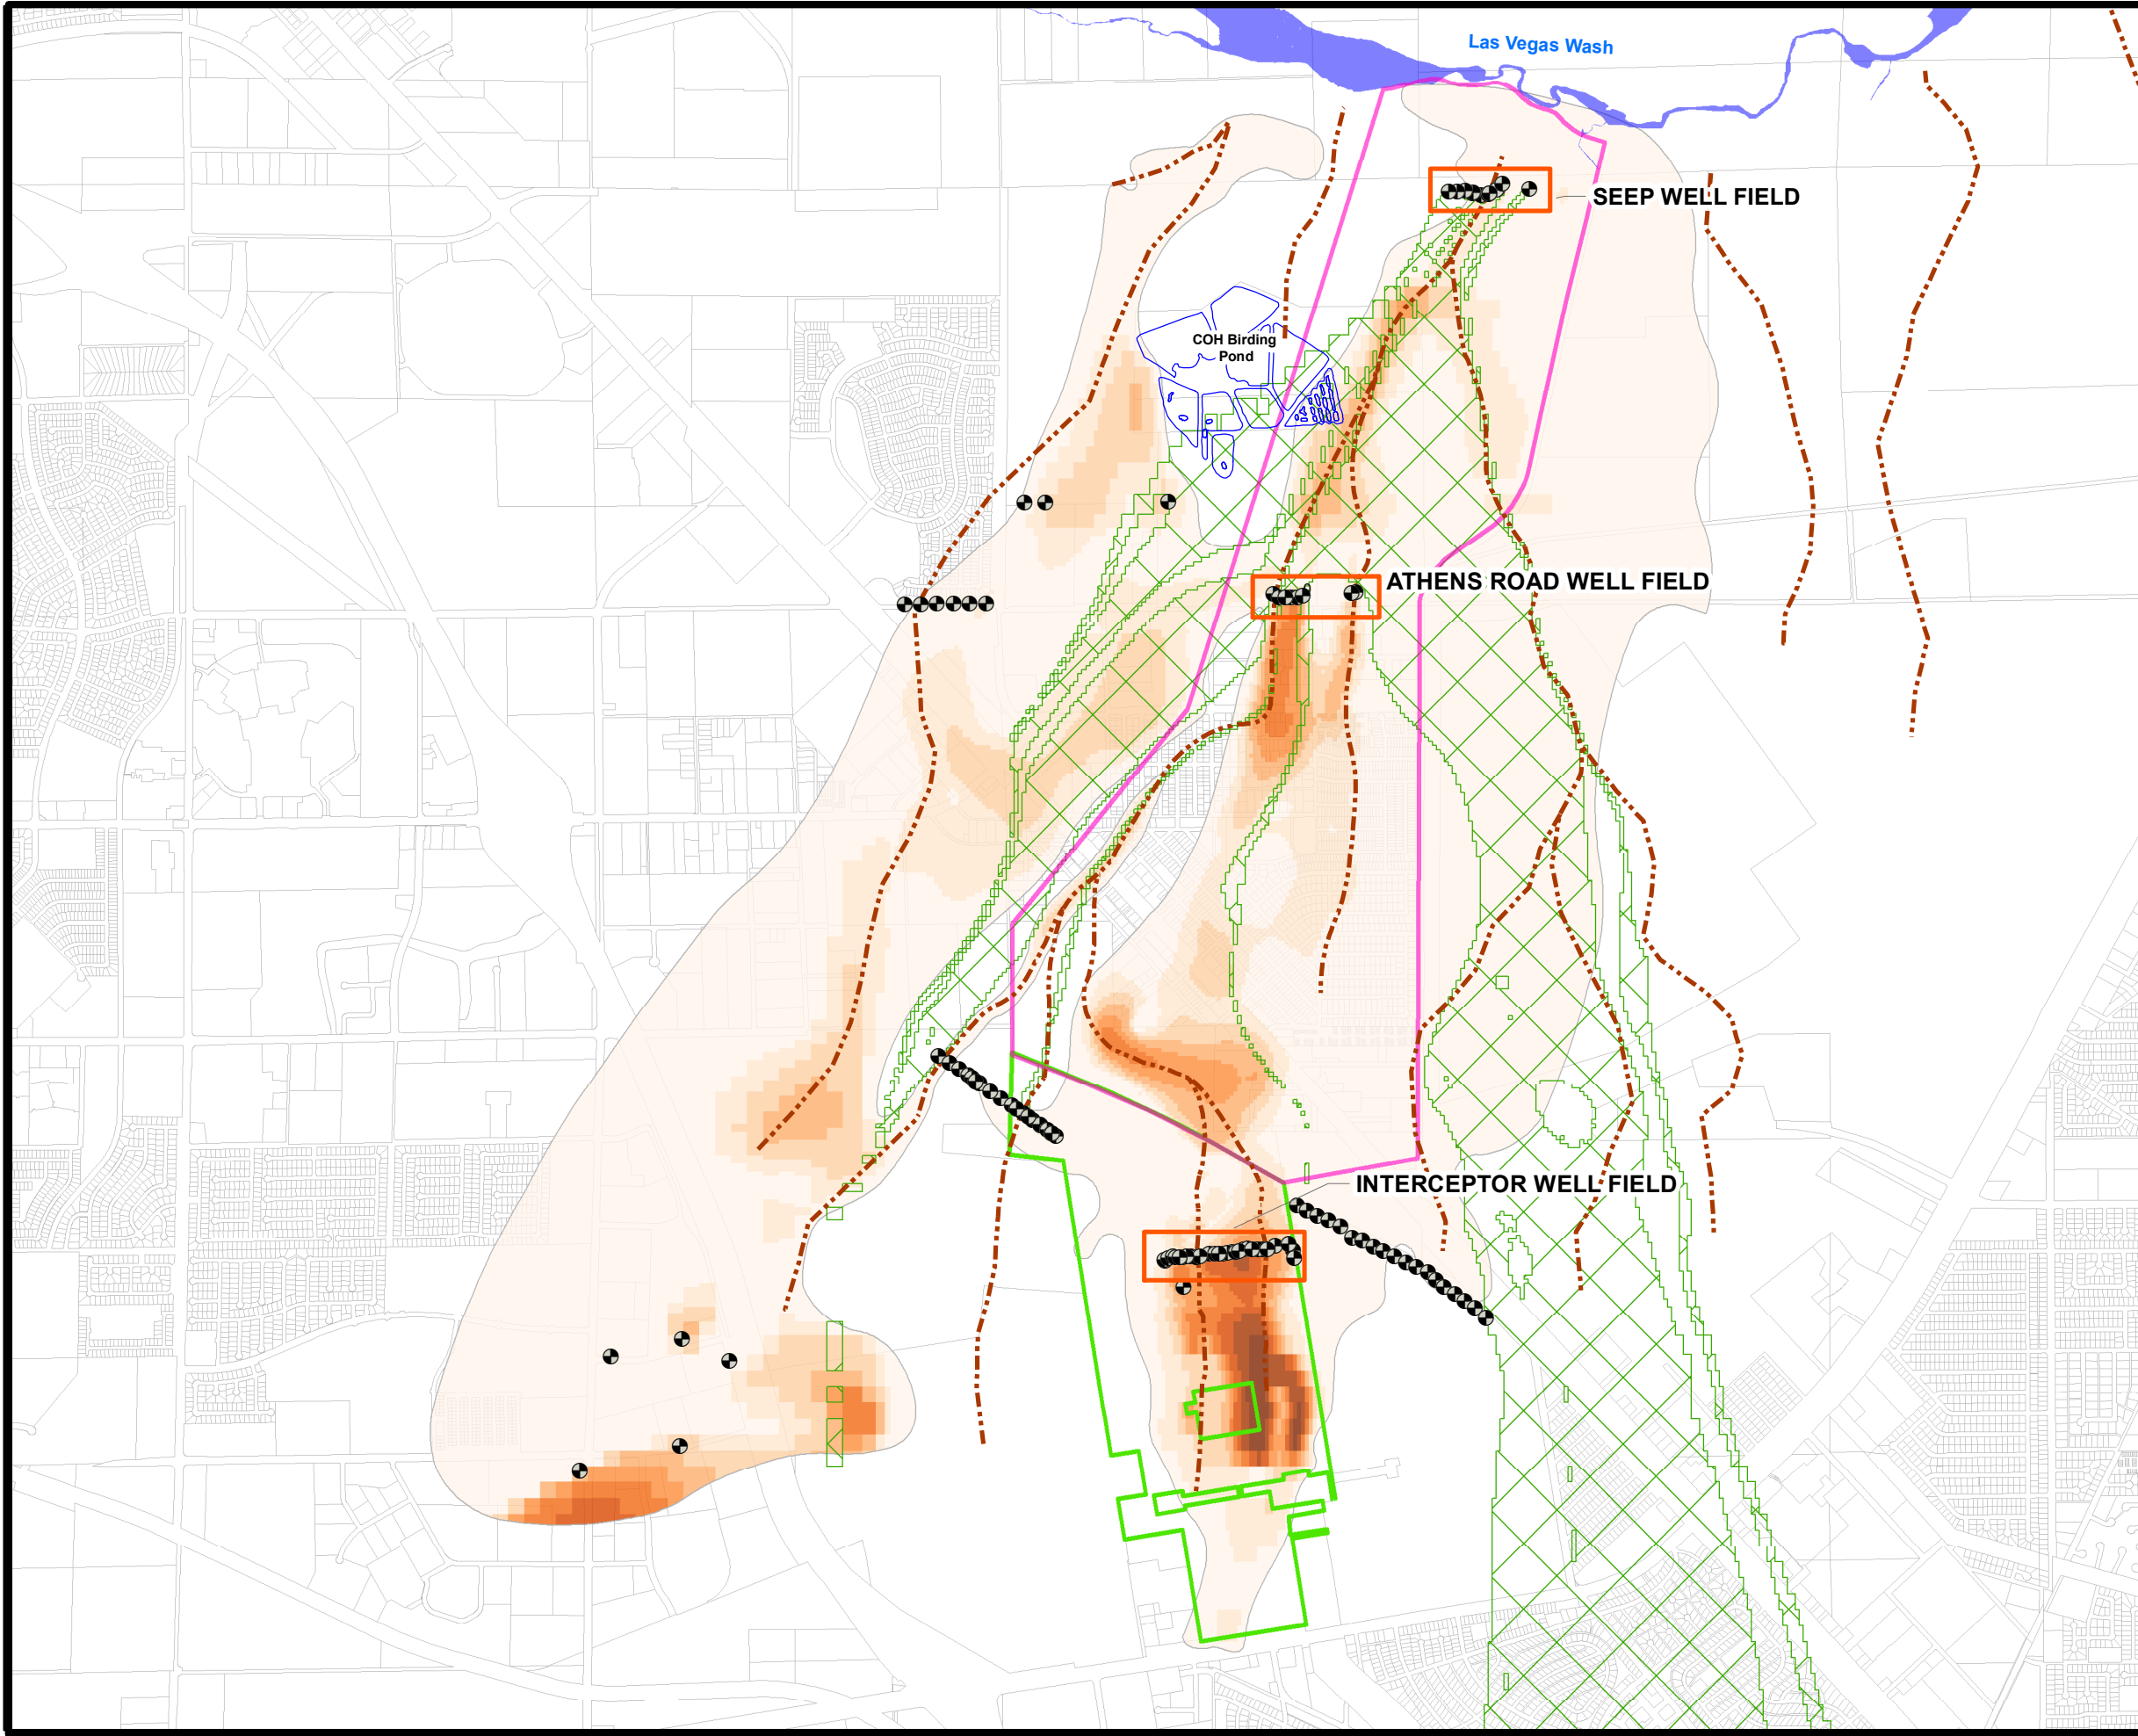 Las Vegas Wash
SEEP WELL FIELD
COH Birding
Pond
ATHENS ROAD WELL FIELD
INTERCEPTOR WELL FIELD